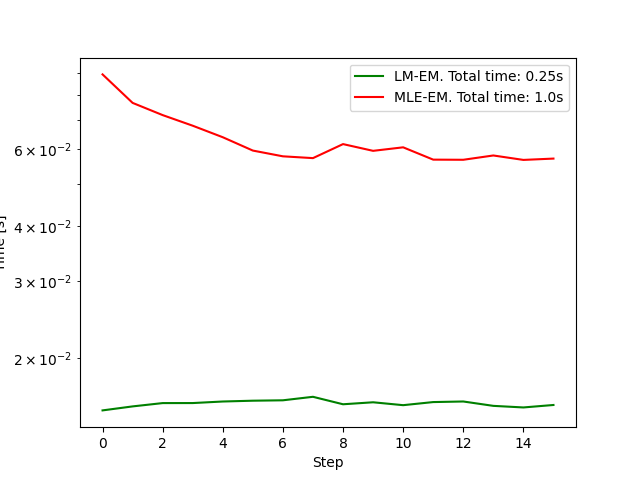 LM-EM. Total time: 0.25s
MLE-EM. Total time: 1.0s
6 × 10⁻²
4 × 10⁻²
3 × 10⁻²
2 × 10⁻²
[s]
0 2 4 6 8 10 12 14
Step